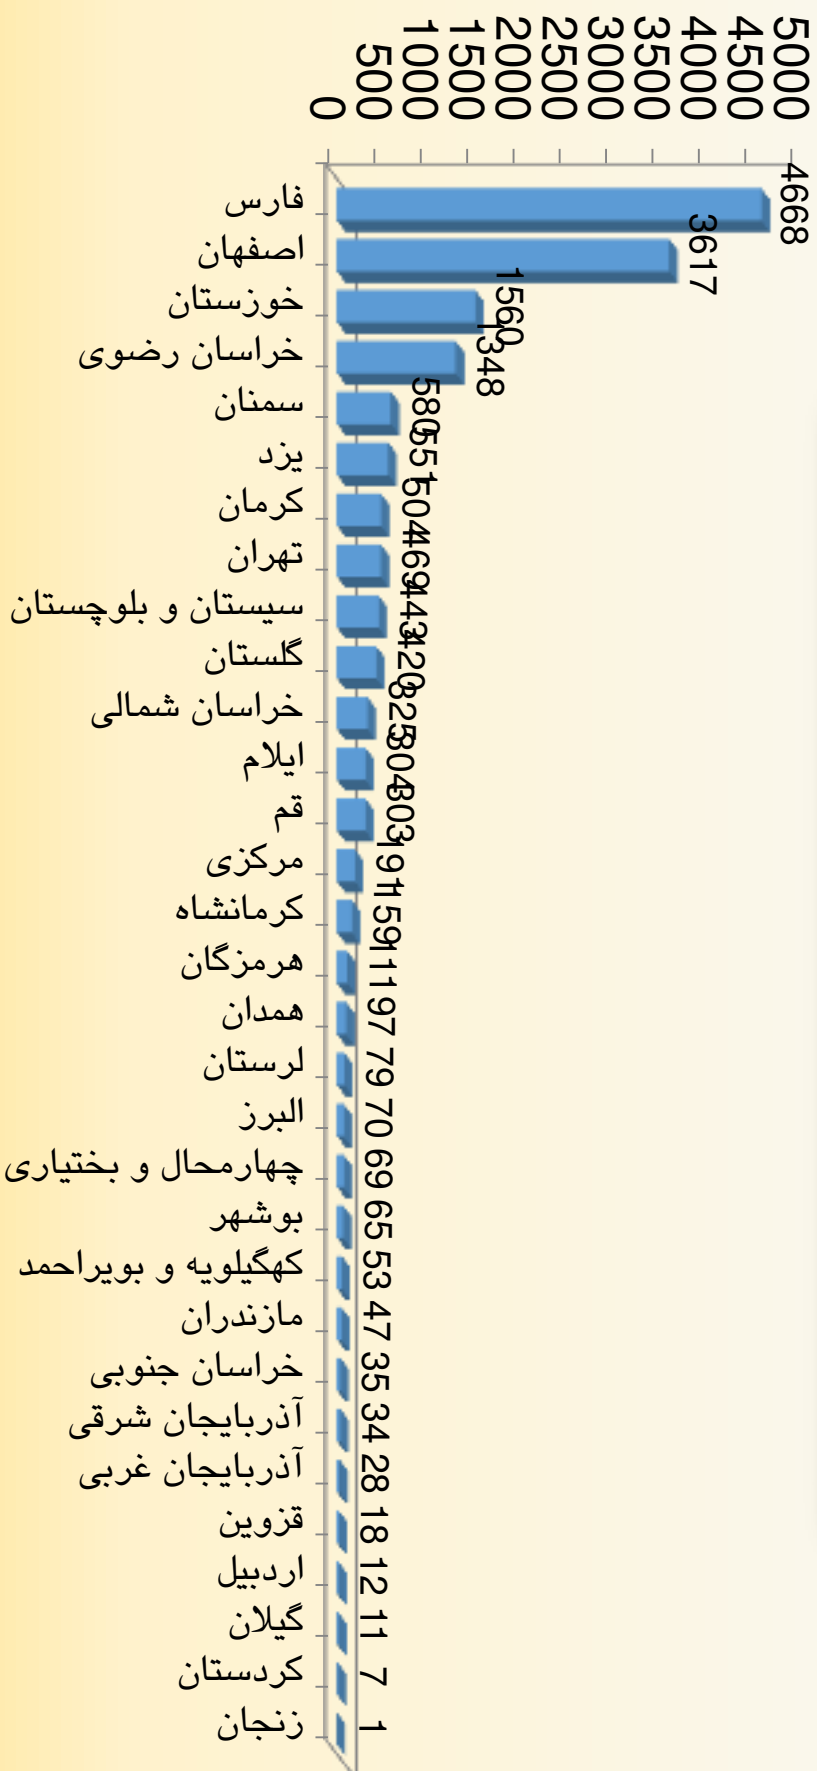 5000
4500
4000
3500
3000
2500
2000
1500
1000
500
0
فارس 4668
اصفهان 3617
خوزستان 1560
خراسان رضوی 1348
سمنان 580
یزد 551
کرمان 504
تهران 469
سیستان و بلوچستان 443
گلستان 420
خراسان شمالی 325
ایلام 304
قم 303
مرکزی 191
کرمانشاه 159
هرمزگان 111
همدان 97
لرستان 79
البرز 70
چهارمحال و بختیاری 69
بوشهر 65
کهگیلویه و بویراحمد 53
مازندران 47
خراسان جنوبی 35
آذربایجان شرقی 34
آذربایجان غربی 28
قزوین 18
اردبیل 12
گیلان 11
کردستان 7
زنجان 1